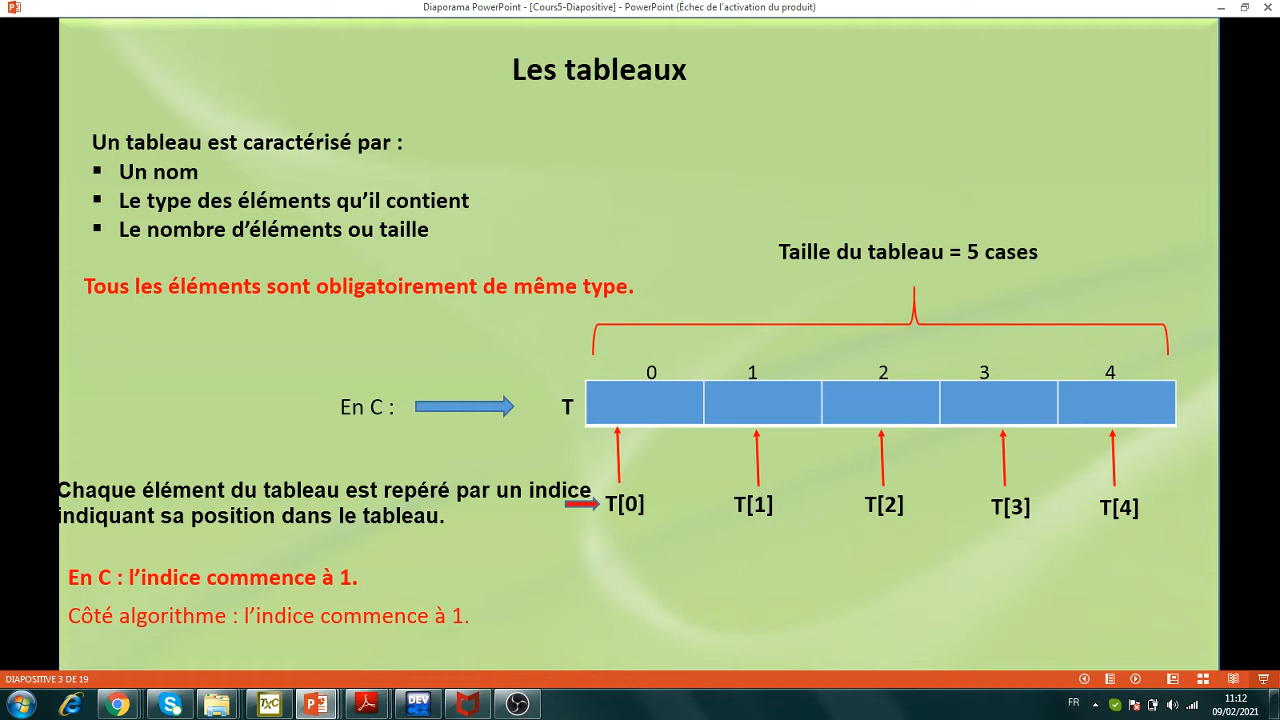 Diaporama PowerPoint - [Cours5-Diapositive] - PowerPoint (Échec de l'activation du produit)
Les tableaux
Un tableau est caractérisé par :
▪ Un nom
▪ Le type des éléments qu’il contient
▪ Le nombre d’éléments ou taille
Taille du tableau = 5 cases
Tous les éléments sont obligatoirement de même type.
0 1 2 3 4
En C : T
Chaque élément du tableau est repéré par un indice
indiquant sa position dans le tableau.
T[0] T[1] T[2] T[3] T[4]
En C : l’indice commence à 1.
Côté algorithme : l’indice commence à 1.
DIAPOSITIVE 3 DE 19
TXC
DEV
FR
11:12
09/02/2021